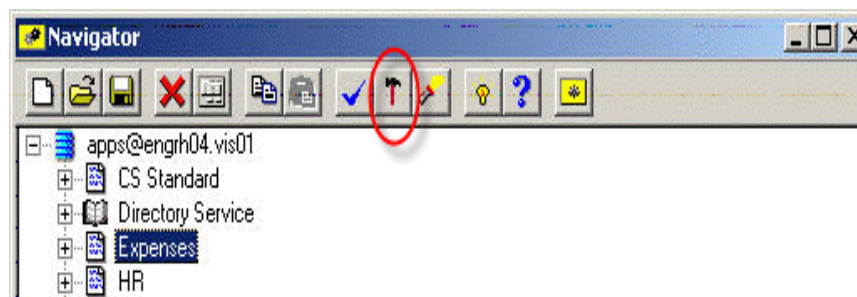 Navigator
apps@engrh04.vis01
CS Standard
Directory Service
Expenses
HR